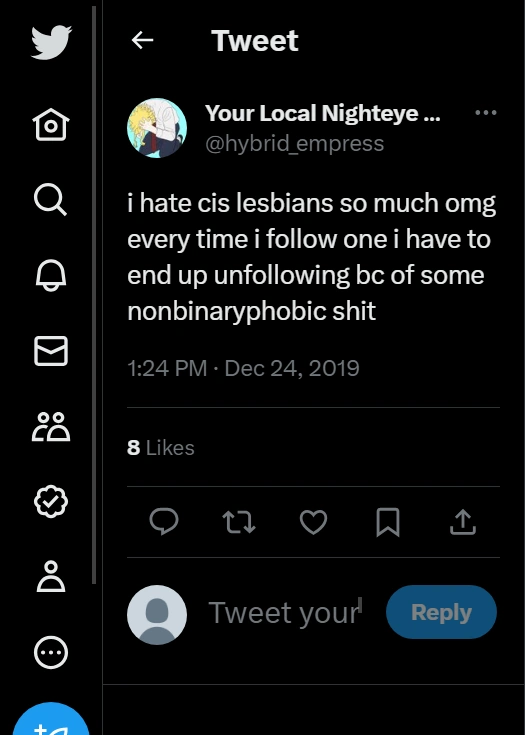 Tweet
Your Local Nighteye ...
@hybrid_empress
i hate cis lesbians so much omg
every time i follow one i have to
end up unfollowing bc of some
nonbinaryphobic shit
1:24 PM · Dec 24, 2019
8 Likes
Tweet your
Reply